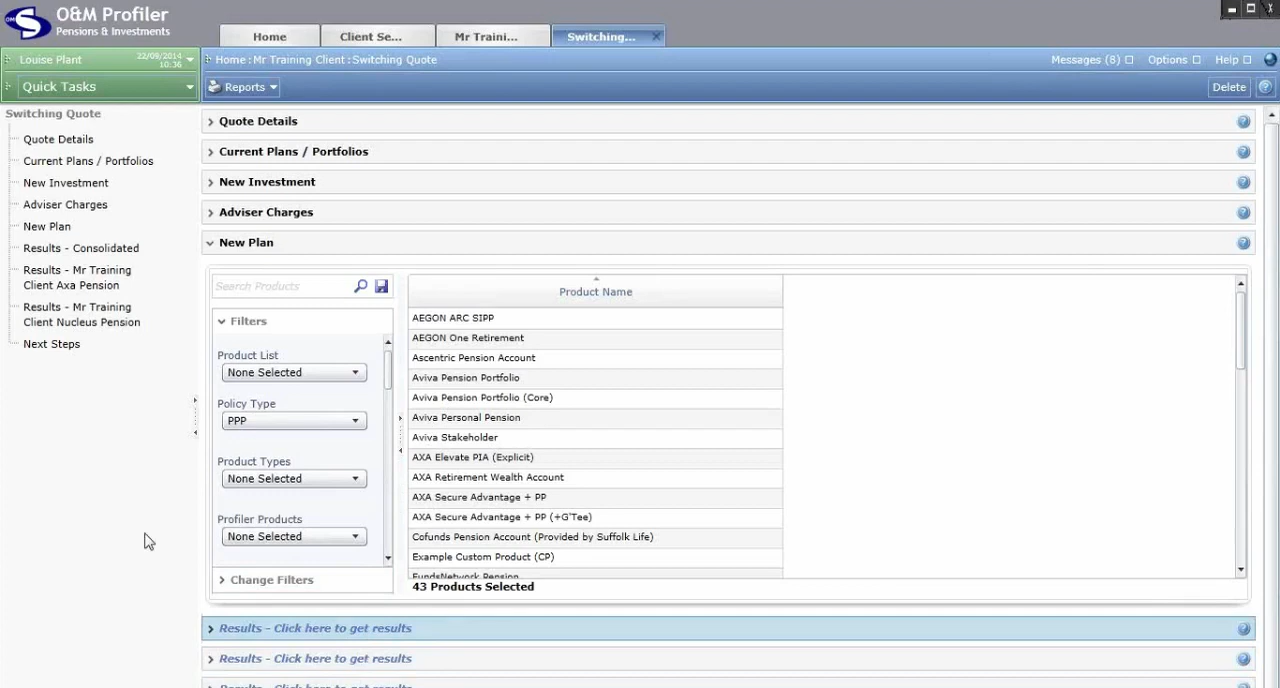 O&M Profiler
Pensions & Investments
Home
Client Se...
Mr Traini...
Switching...
Louise Plant
22/09/2014
10:36
Home : Mr Training Client : Switching Quote
Messages (8)
Options
Help
Quick Tasks
Reports
Delete
Switching Quote
Quote Details
Current Plans / Portfolios
New Investment
Adviser Charges
New Plan
Results - Consolidated
Results - Mr Training
Client Axa Pension
Results - Mr Training
Client Nucleus Pension
Next Steps
Quote Details
Current Plans / Portfolios
New Investment
Adviser Charges
New Plan
Search Products
Filters
Product List
None Selected
Policy Type
PPP
Product Types
None Selected
Profiler Products
None Selected
Change Filters
Product Name
AEGON ARC SIPP
AEGON One Retirement
Ascentric Pension Account
Aviva Pension Portfolio
Aviva Pension Portfolio (Core)
Aviva Personal Pension
Aviva Stakeholder
AXA Elevate PIA (Explicit)
AXA Retirement Wealth Account
AXA Secure Advantage + PP
AXA Secure Advantage + PP (+G'Tee)
Cofunds Pension Account (Provided by Suffolk Life)
Example Custom Product (CP)
FundsNetwork Pension
43 Products Selected
Results - Click here to get results
Results - Click here to get results
Results - Click here to get results